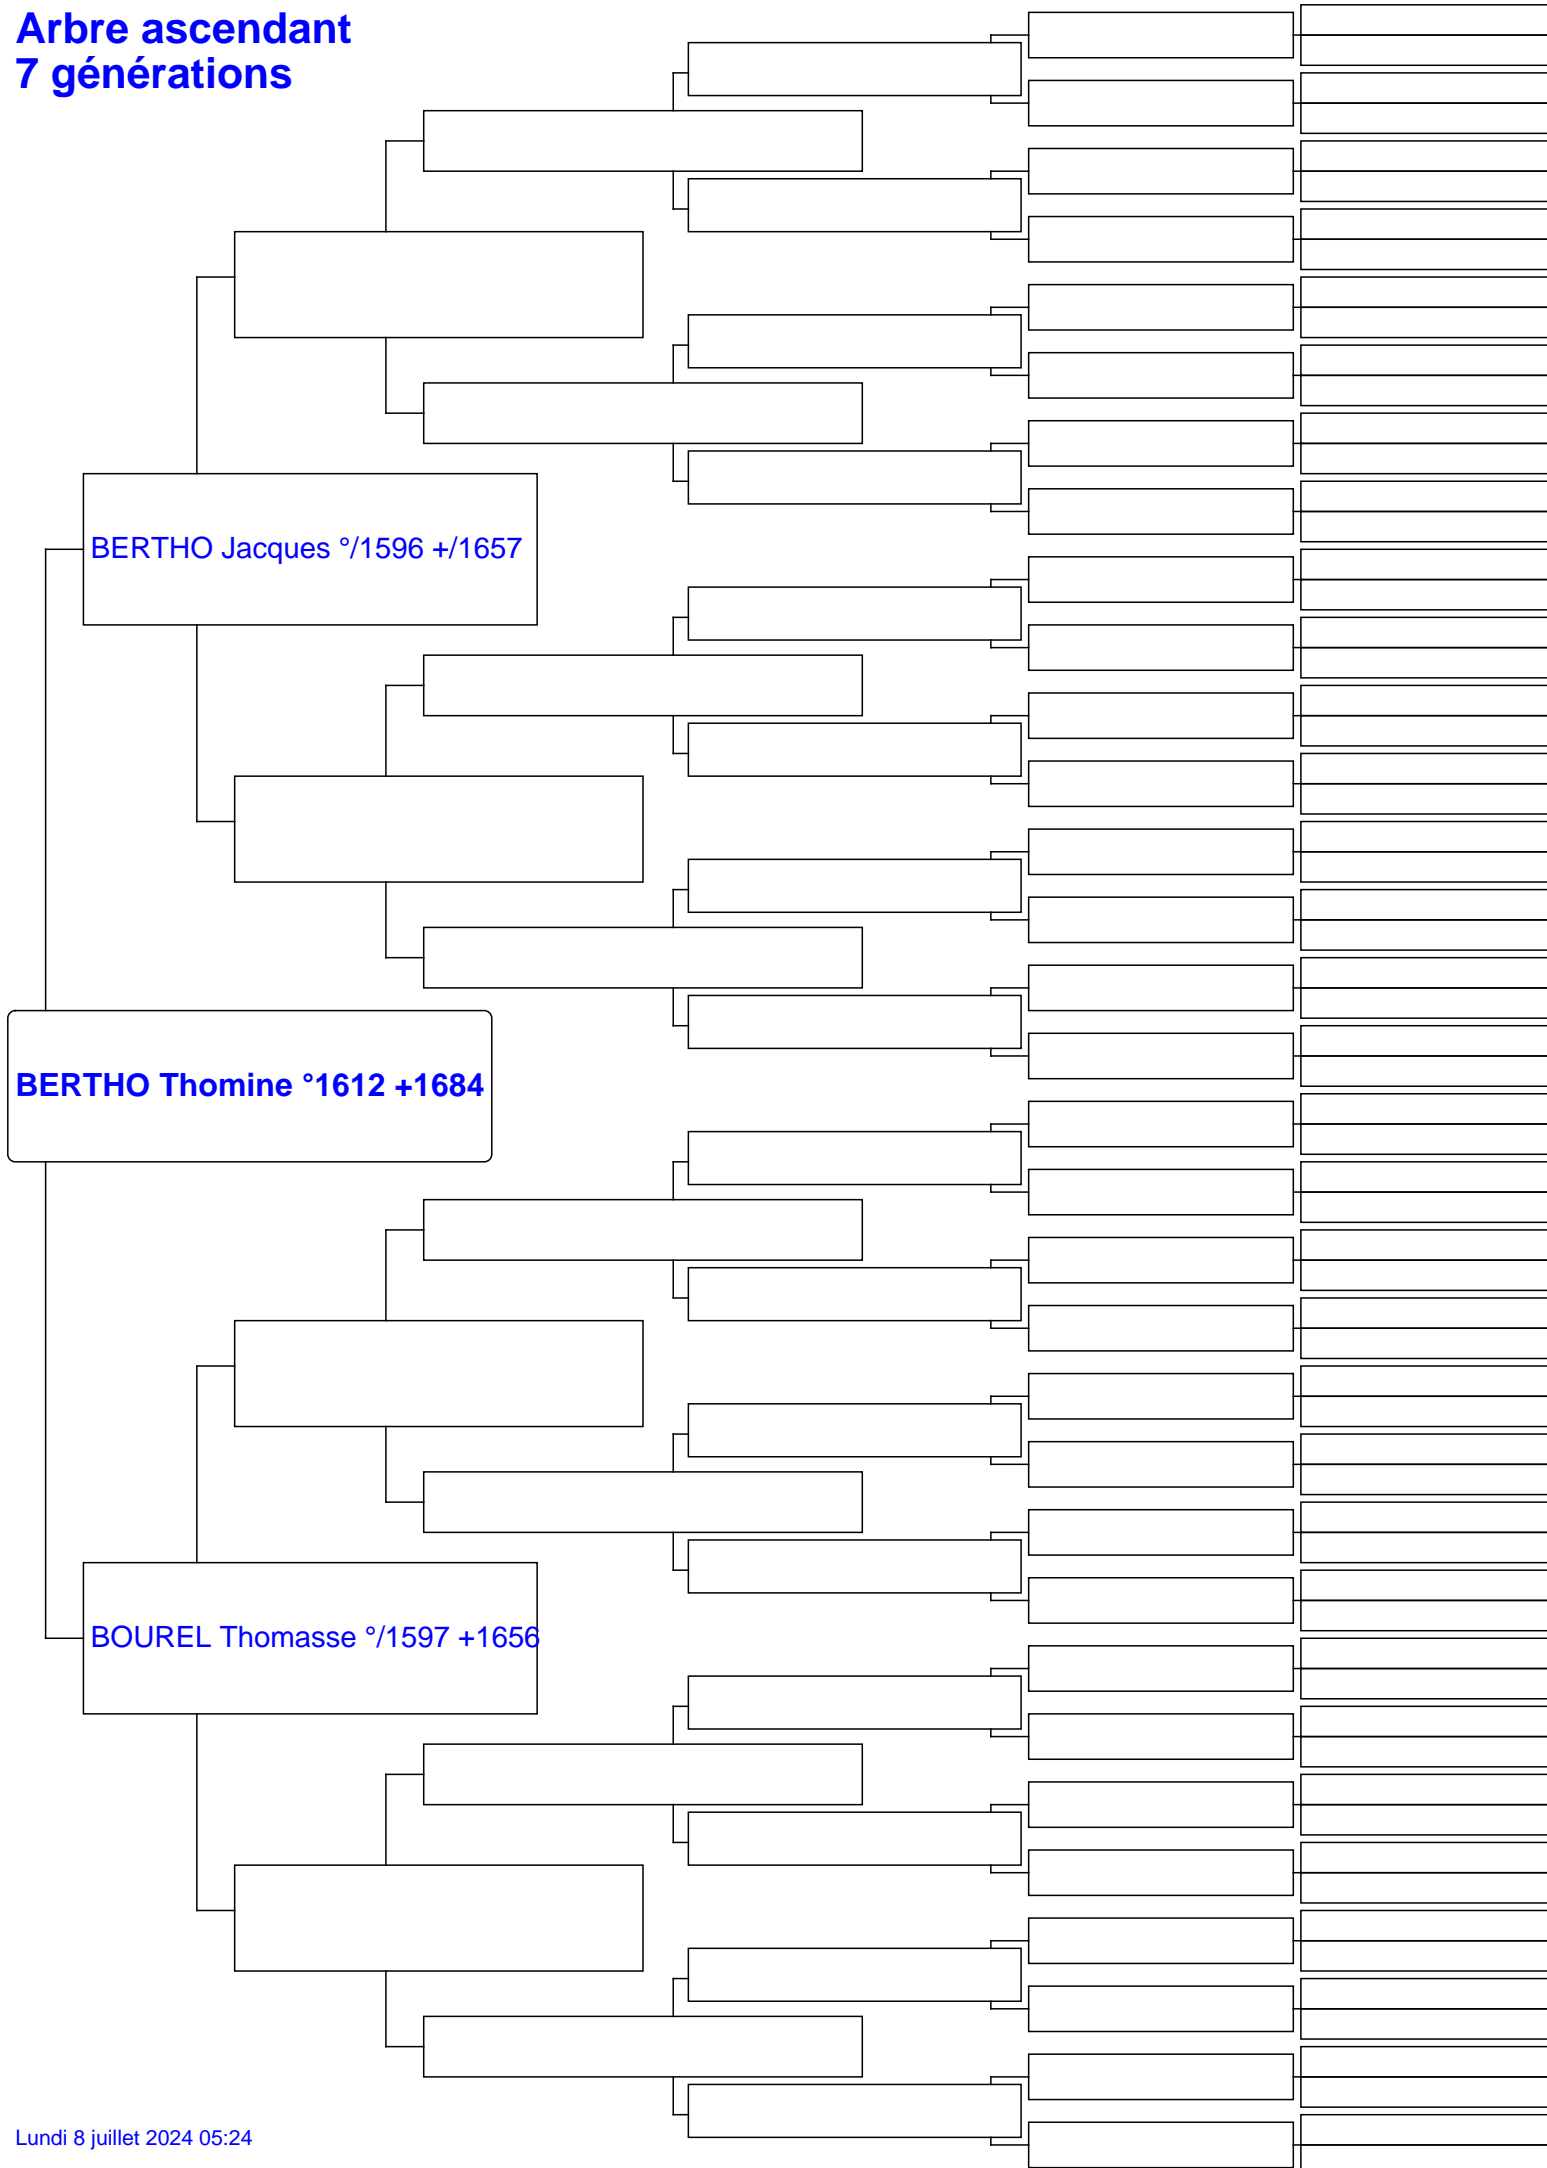 Arbre ascendant
7 générations
BERTHO Jacques °/1596 +/1657
BERTHO Thomine °1612 +1684
BOUREL Thomasse °/1597 +1656
Lundi 8 juillet 2024 05:24